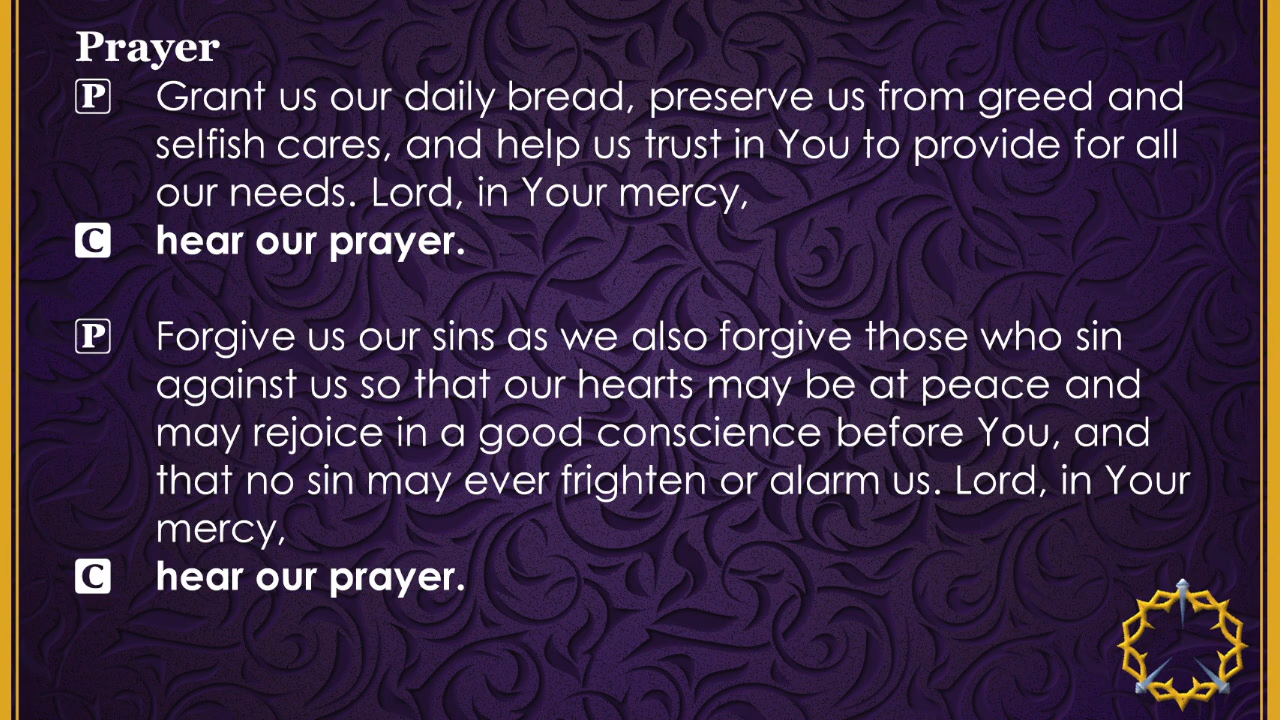 Prayer
P Grant us our daily bread, preserve us from greed and
selfish cares, and help us trust in You to provide for all
our needs. Lord, in Your mercy,
C hear our prayer.
P Forgive us our sins as we also forgive those who sin
against us so that our hearts may be at peace and
may rejoice in a good conscience before You, and
that no sin may ever frighten or alarm us. Lord, in Your
mercy,
C hear our prayer.